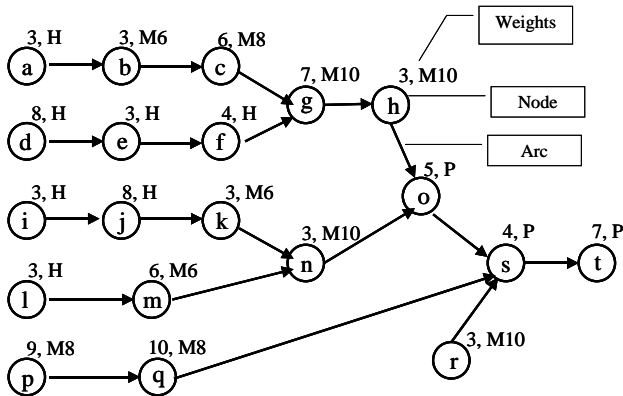 3, H
3, M6
6, M8
Weights
a
b
c
7, M10
3, M10
g
h
Node
8, H
3, H
4, H
d
e
f
Arc
5, P
o
3, H
8, H
3, M6
i
j
k
3, M10
n
4, P
7, P
s
t
3, H
6, M6
l
m
9, M8
10, M8
3, M10
p
q
r